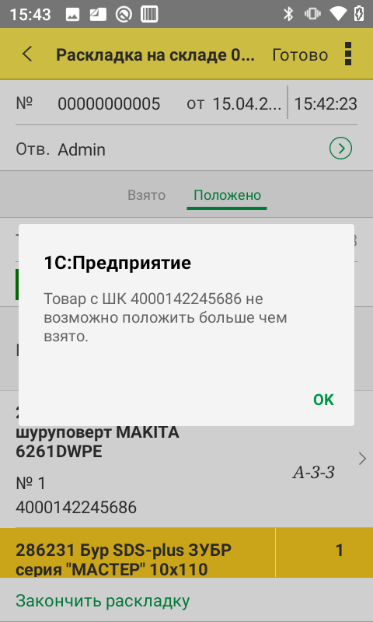 15:43
Раскладка на складе 0... Готово
№ 00000000005 от 15.04.2... 15:42:23
Отв. Admin
Взято Положено
1С:Предприятие
Товар с ШК 4000142245686 не
возможно положить больше чем
взято.
OK
шуруповерт MAKITA
6261DWPE
№ 1
A-3-3
4000142245686
286231 Бур SDS-plus ЗУБР 1
серия "МАСТЕР" 10x110
Закончить раскладку